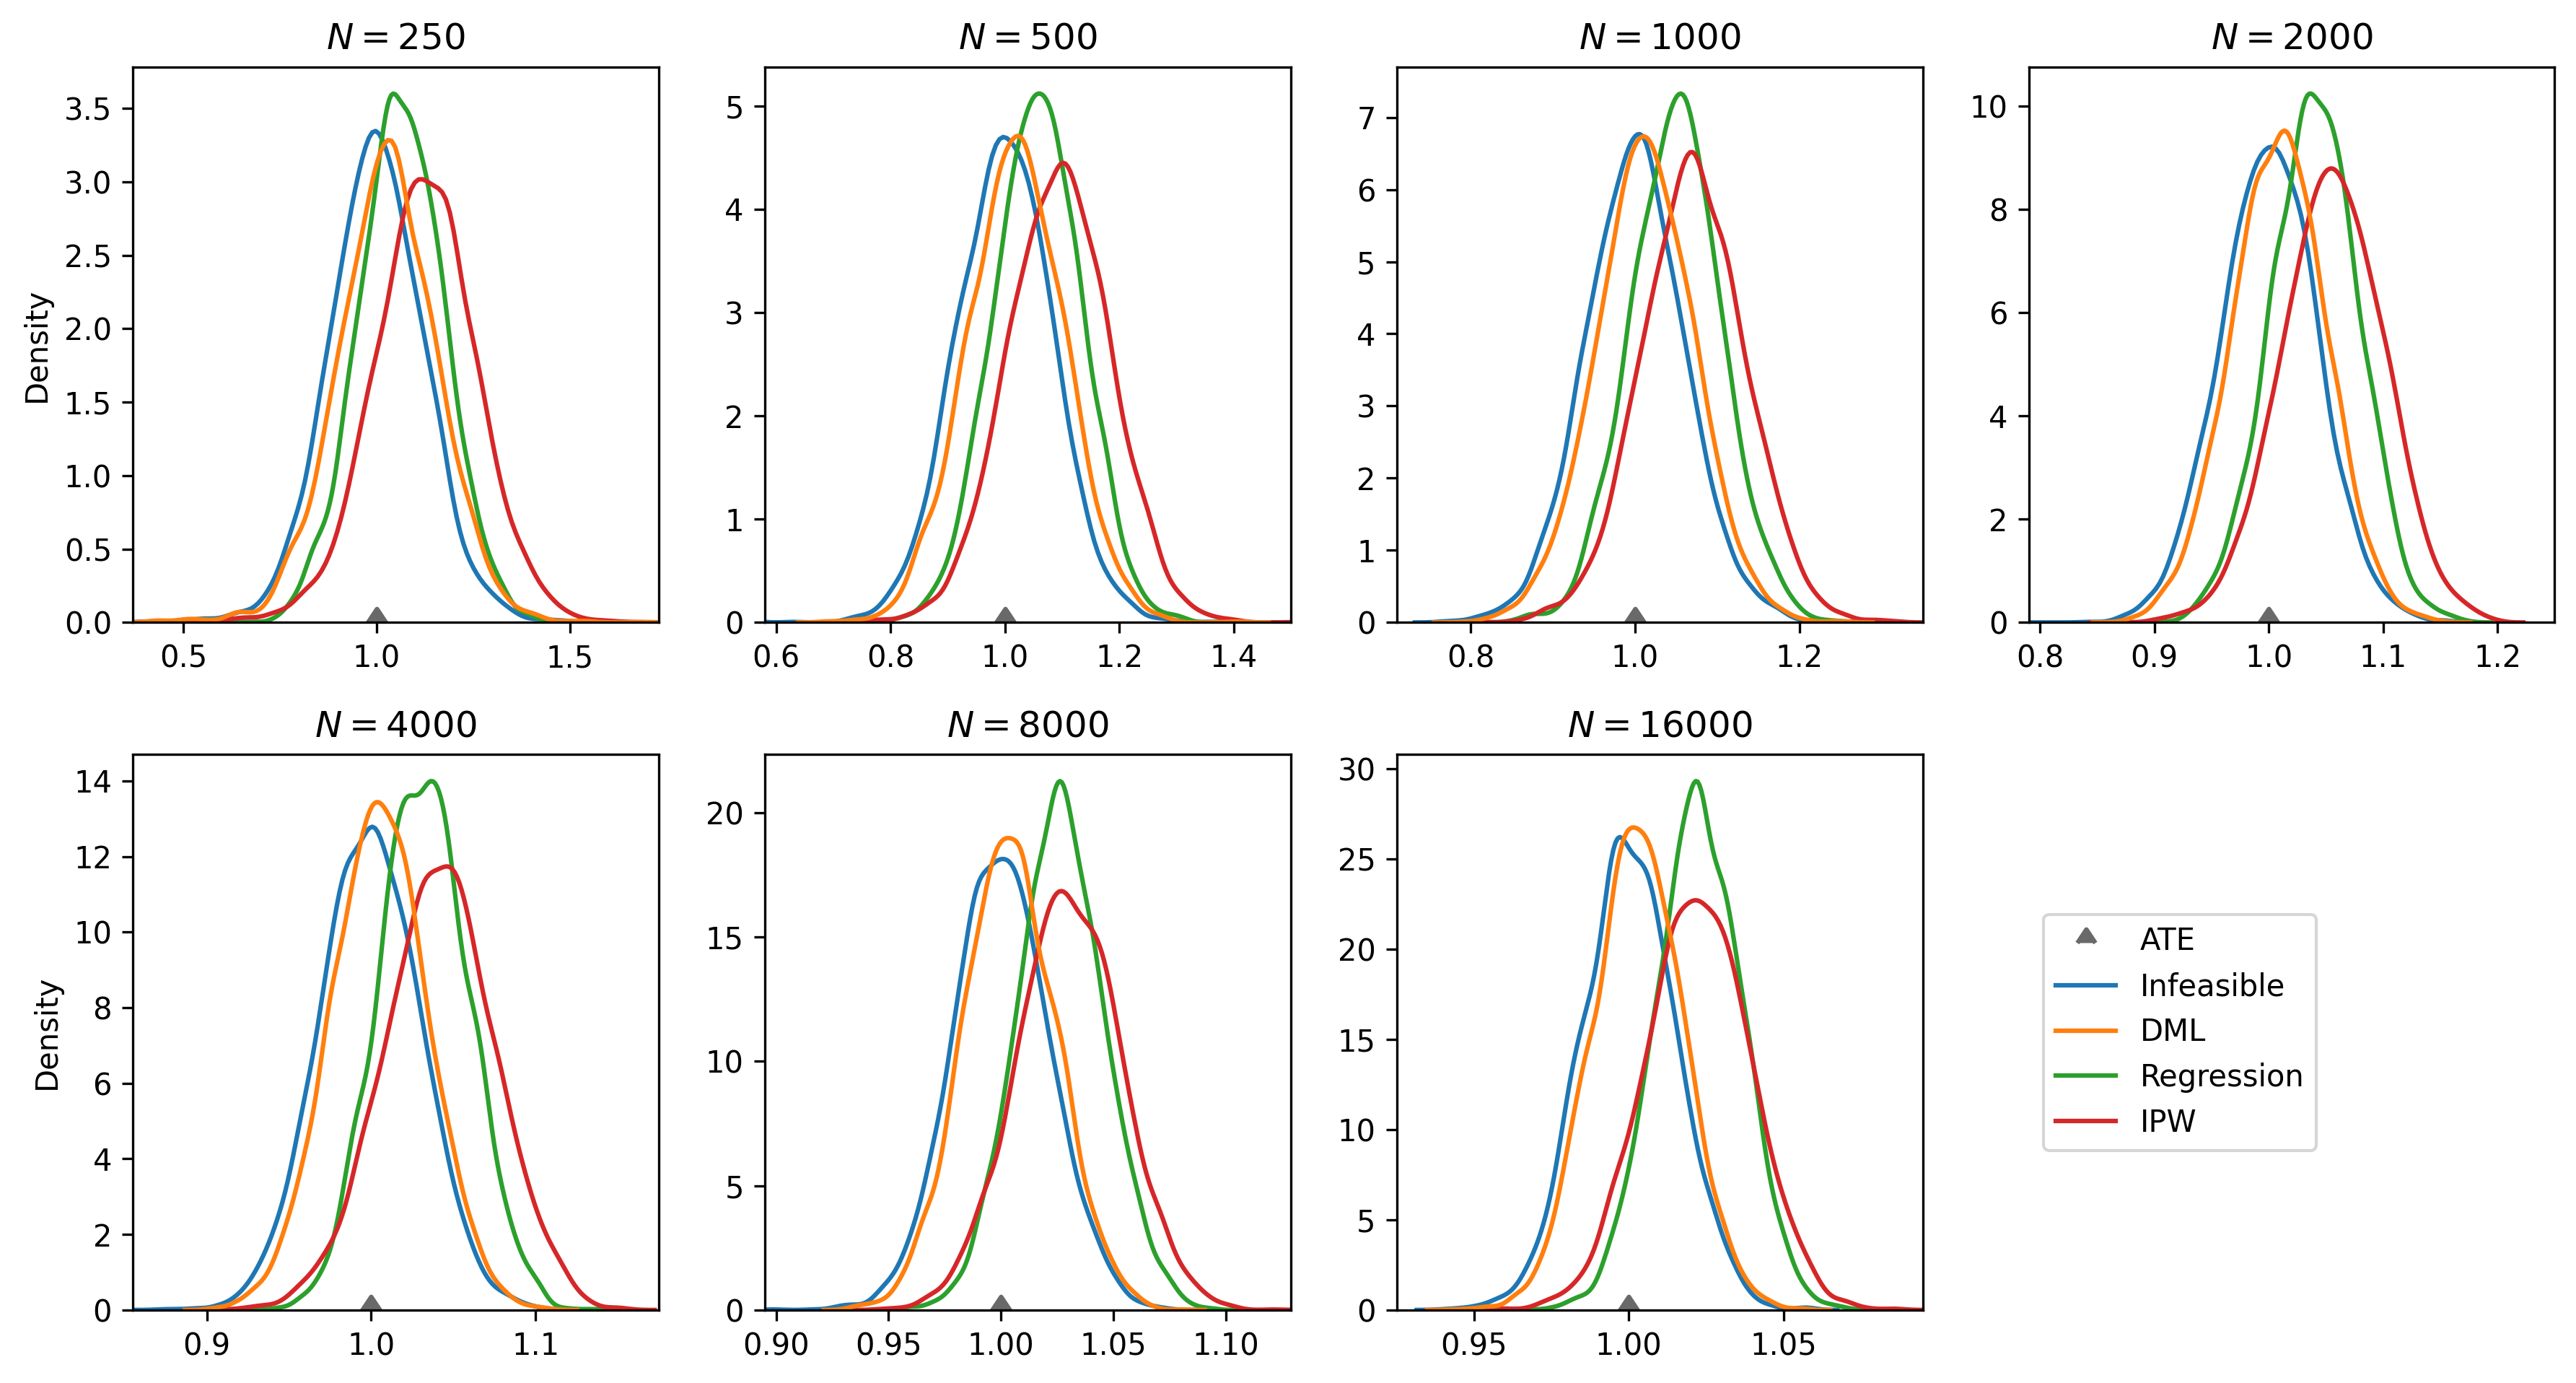 N = 250
N = 500
N = 1000
N = 2000
Density
3.5
3.0
2.5
2.0
1.5
1.0
0.5
0.0
0.5 1.0 1.5
5
4
3
2
1
0
0.6 0.8 1.0 1.2 1.4
7
6
5
4
3
2
1
0
0.8 1.0 1.2
10
8
6
4
2
0
0.8 0.9 1.0 1.1 1.2
N = 4000
N = 8000
N = 16000
Density
14
12
10
8
6
4
2
0
0.9 1.0 1.1
20
15
10
5
0
0.90 0.95 1.00 1.05 1.10
30
25
20
15
10
5
0
0.95 1.00 1.05
ATE
Infeasible
DML
Regression
IPW